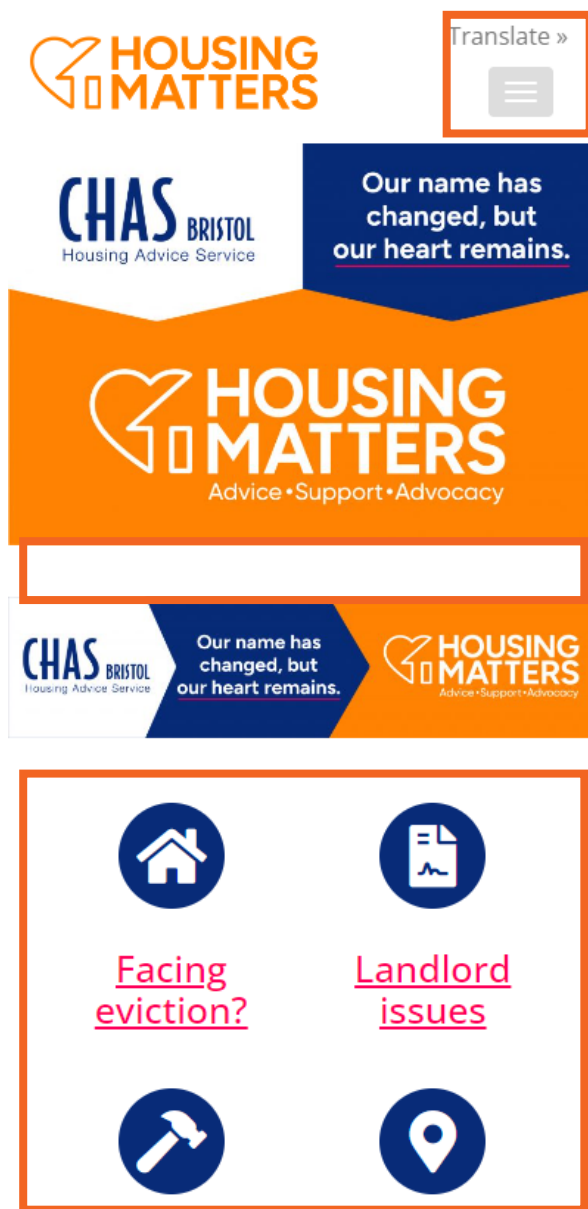 HOUSING
MATTERS
Translate »
CHAS BRISTOL
Housing Advice Service
Our name has
changed, but
our heart remains.
HOUSING
MATTERS
Advice•Support•Advocacy
CHAS BRISTOL
Housing Advice Service
Our name has
changed, but
our heart remains.
HOUSING
MATTERS
Advice•Support•Advocacy
Facing
eviction?
Landlord
issues